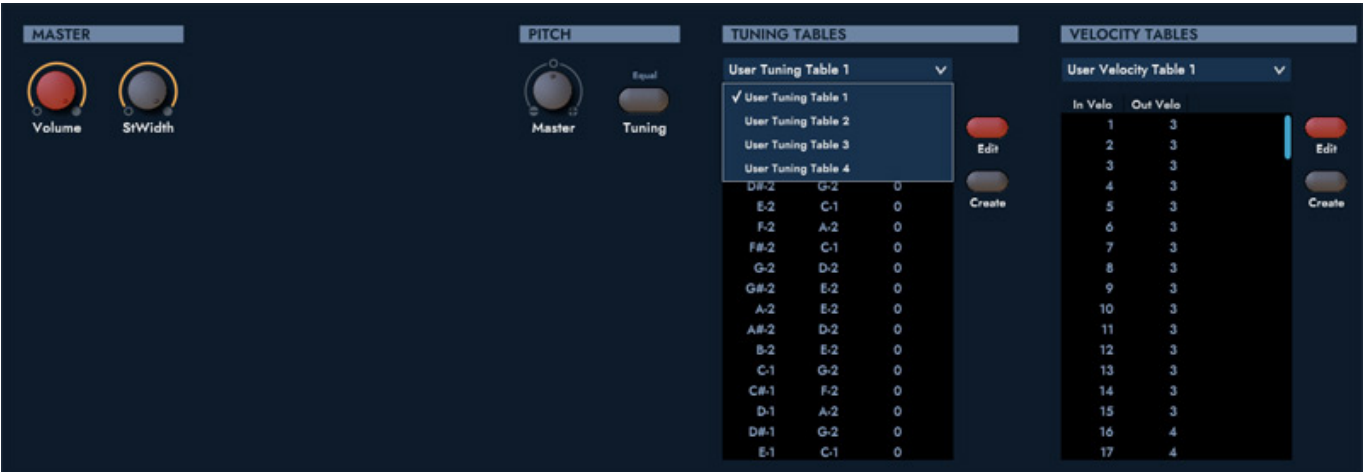 MASTER
Volume
StWidth
PITCH
Equal
Master
Tuning
TUNING TABLES
User Tuning Table 1
✓ User Tuning Table 1
User Tuning Table 2
User Tuning Table 3
User Tuning Table 4
D#-2 G-2 0
E-2 C-1 0
F-2 A-2 0
F#-2 C-1 0
G-2 D-2 0
G#-2 E-2 0
A-2 E-2 0
A#-2 D-2 0
B-2 E-2 0
C-1 G-2 0
C#-1 F-2 0
D-1 A-2 0
D#-1 G-2 0
E-1 C-1 0
Edit
Create
VELOCITY TABLES
User Velocity Table 1
In Velo Out Velo
1 3
2 3
3 3
4 3
5 3
6 3
7 3
8 3
9 3
10 3
11 3
12 3
13 3
14 3
15 3
16 4
17 4
Edit
Create